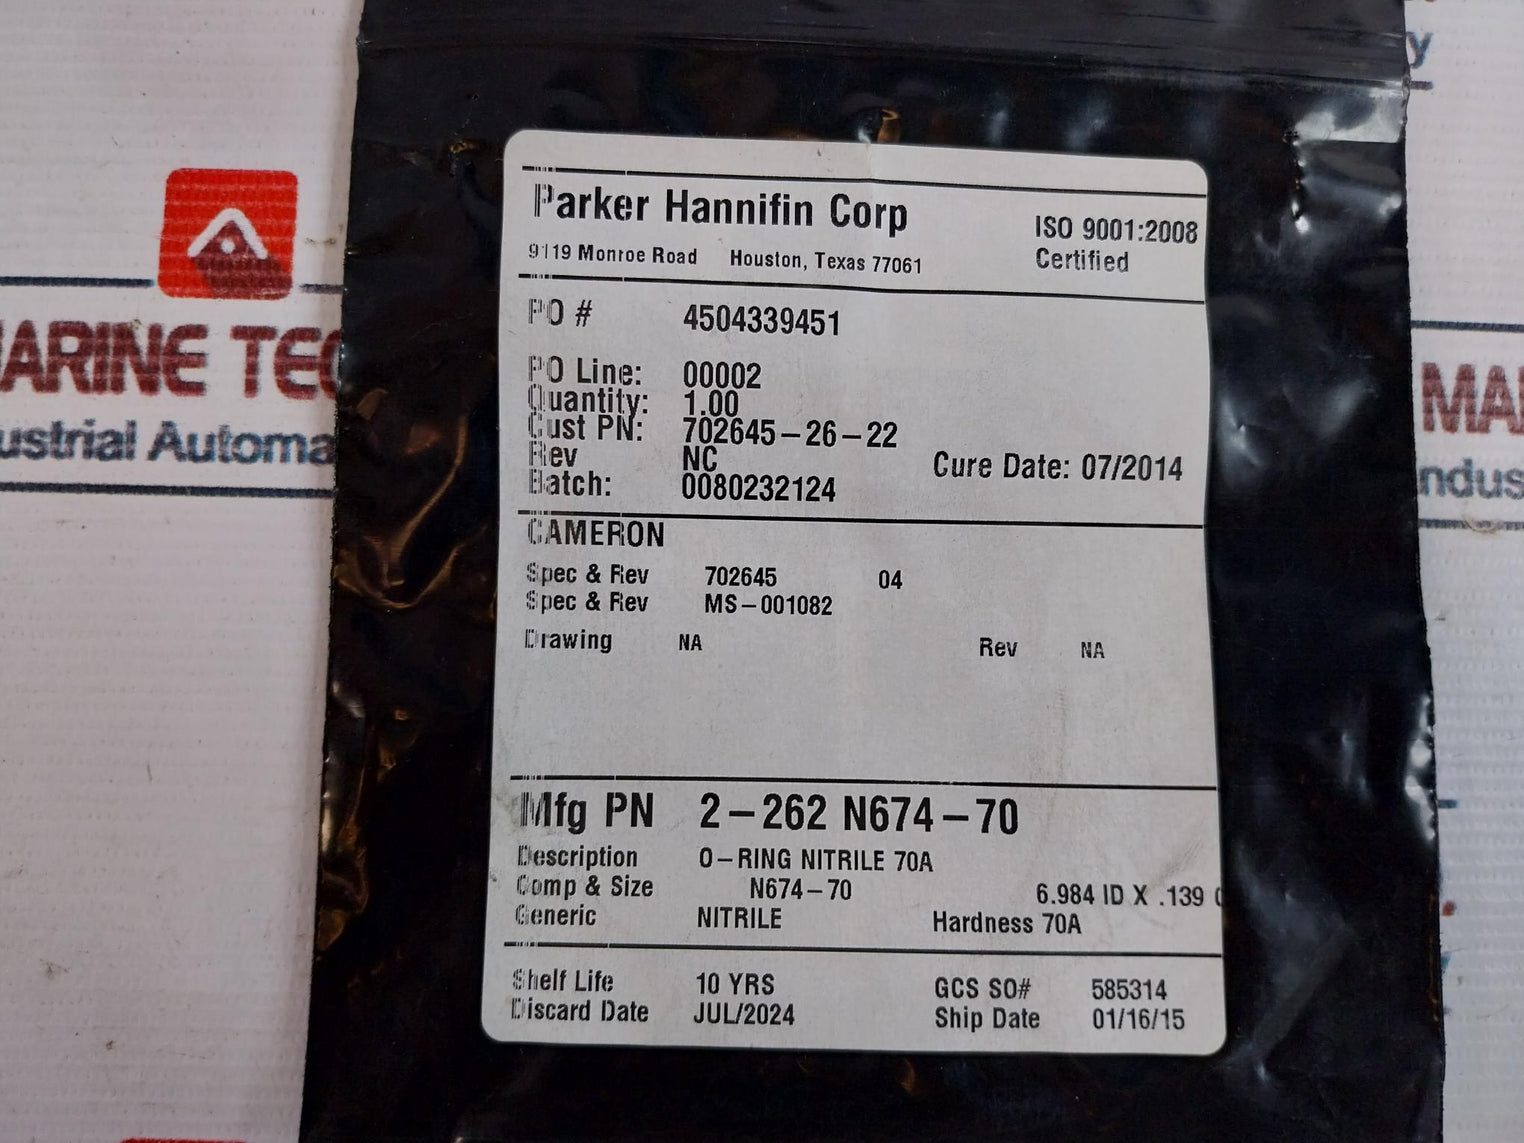 Parker Hannifin Corp
9119 Monroe Road Houston, Texas 77061
ISO 9001:2008
Certified
PO # 4504339451
PO Line: 00002
Quantity: 1.00
Cust PN: 702645-26-22
Rev NC
Batch: 0080232124
Cure Date: 07/2014
CAMERON
Spec & Rev 702645 04
Spec & Rev MS-001082
Drawing NA Rev NA
Mfg PN 2-262 N674-70
Description O-RING NITRILE 70A
Comp & Size N674-70 6.984 ID X .139
Generic NITRILE Hardness 70A
Shelf Life 10 YRS GCS SO# 585314
Discard Date JUL/2024 Ship Date 01/16/15
ARINE TEC
ustrial Automa
MA
ndus
y